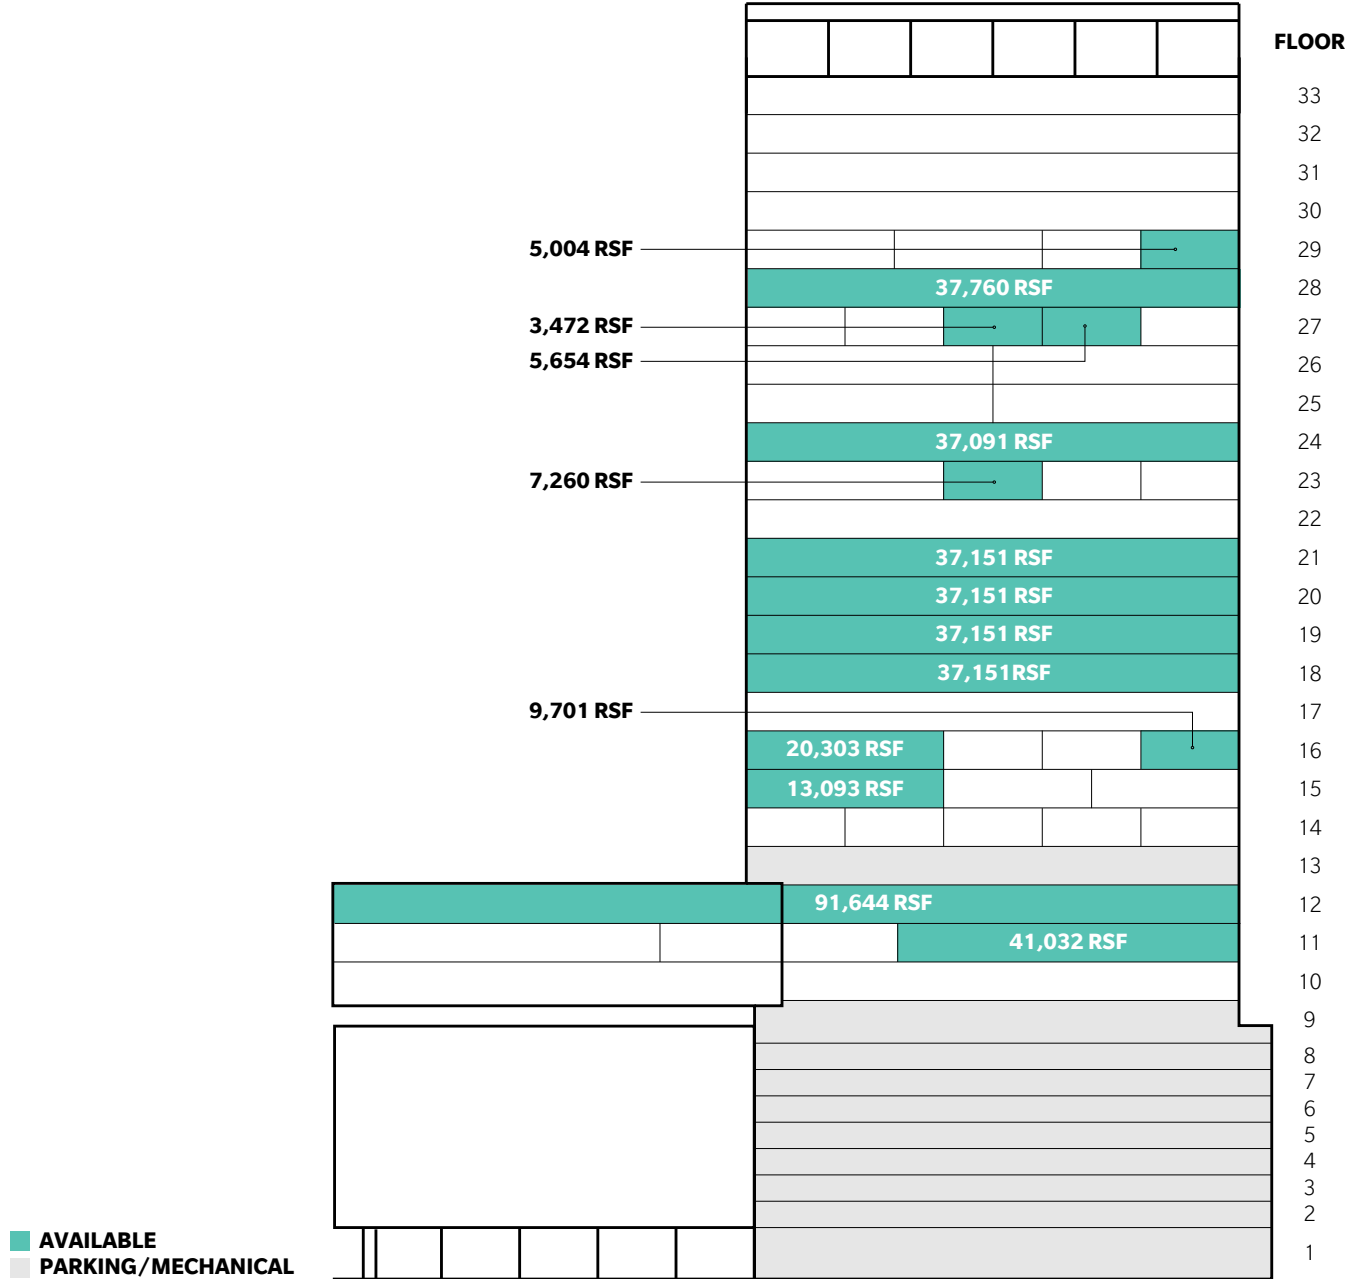 FLOOR
33
32
31
30
5,004 RSF 29
37,760 RSF 28
3,472 RSF 27
5,654 RSF 26
25
37,091 RSF 24
7,260 RSF 23
22
37,151 RSF 21
37,151 RSF 20
37,151 RSF 19
37,151RSF 18
9,701 RSF 17
20,303 RSF 16
13,093 RSF 15
14
13
91,644 RSF 12
41,032 RSF 11
10
9
8
7
6
5
4
3
2
AVAILABLE
1
PARKING/MECHANICAL